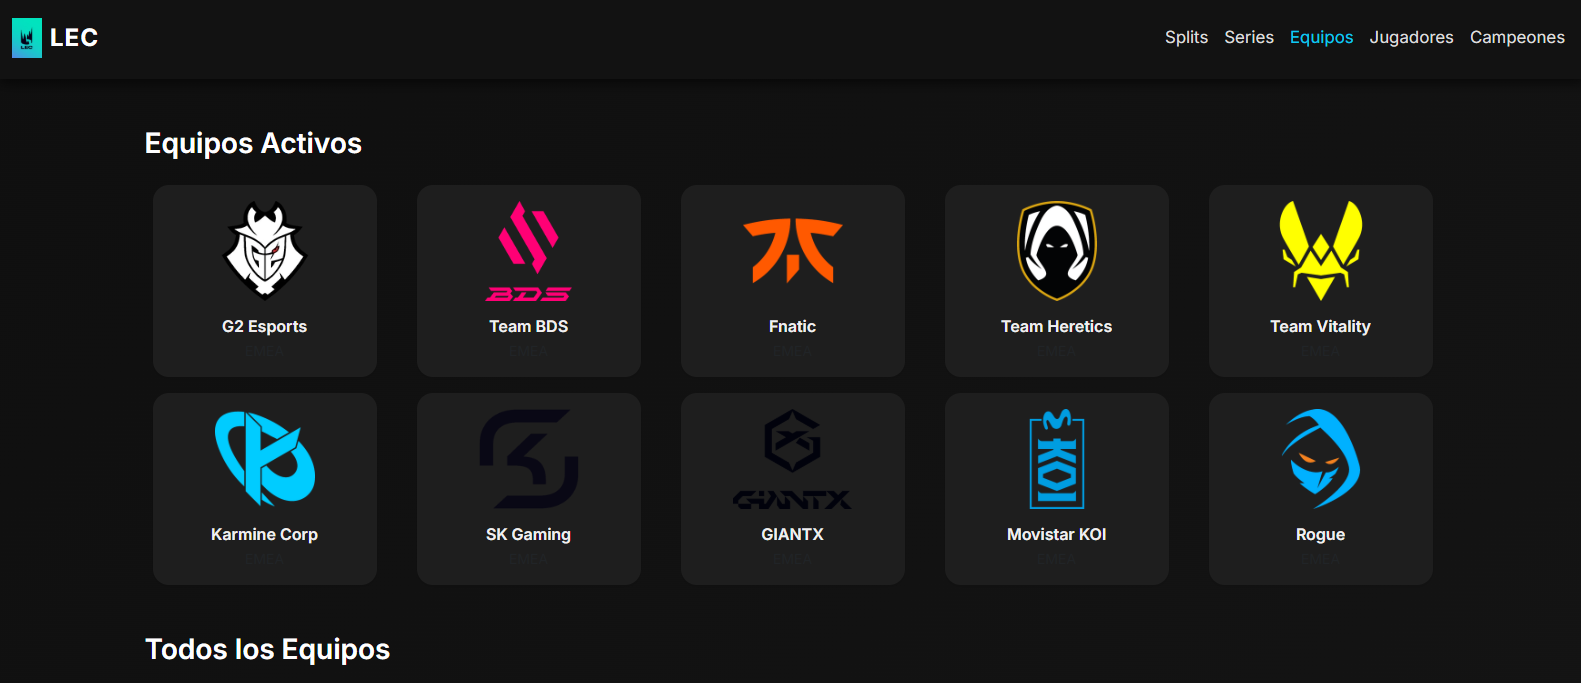 LEC LEC
Splits Series Equipos Jugadores Campeones
Equipos Activos
BDS
G2 Esports Team BDS Fnatic Team Heretics Team Vitality
EMEA EMEA EMEA EMEA EMEA
GIANTX KOI
Karmine Corp SK Gaming GIANTX Movistar KOI Rogue
EMEA EMEA EMEA EMEA EMEA
Todos los Equipos